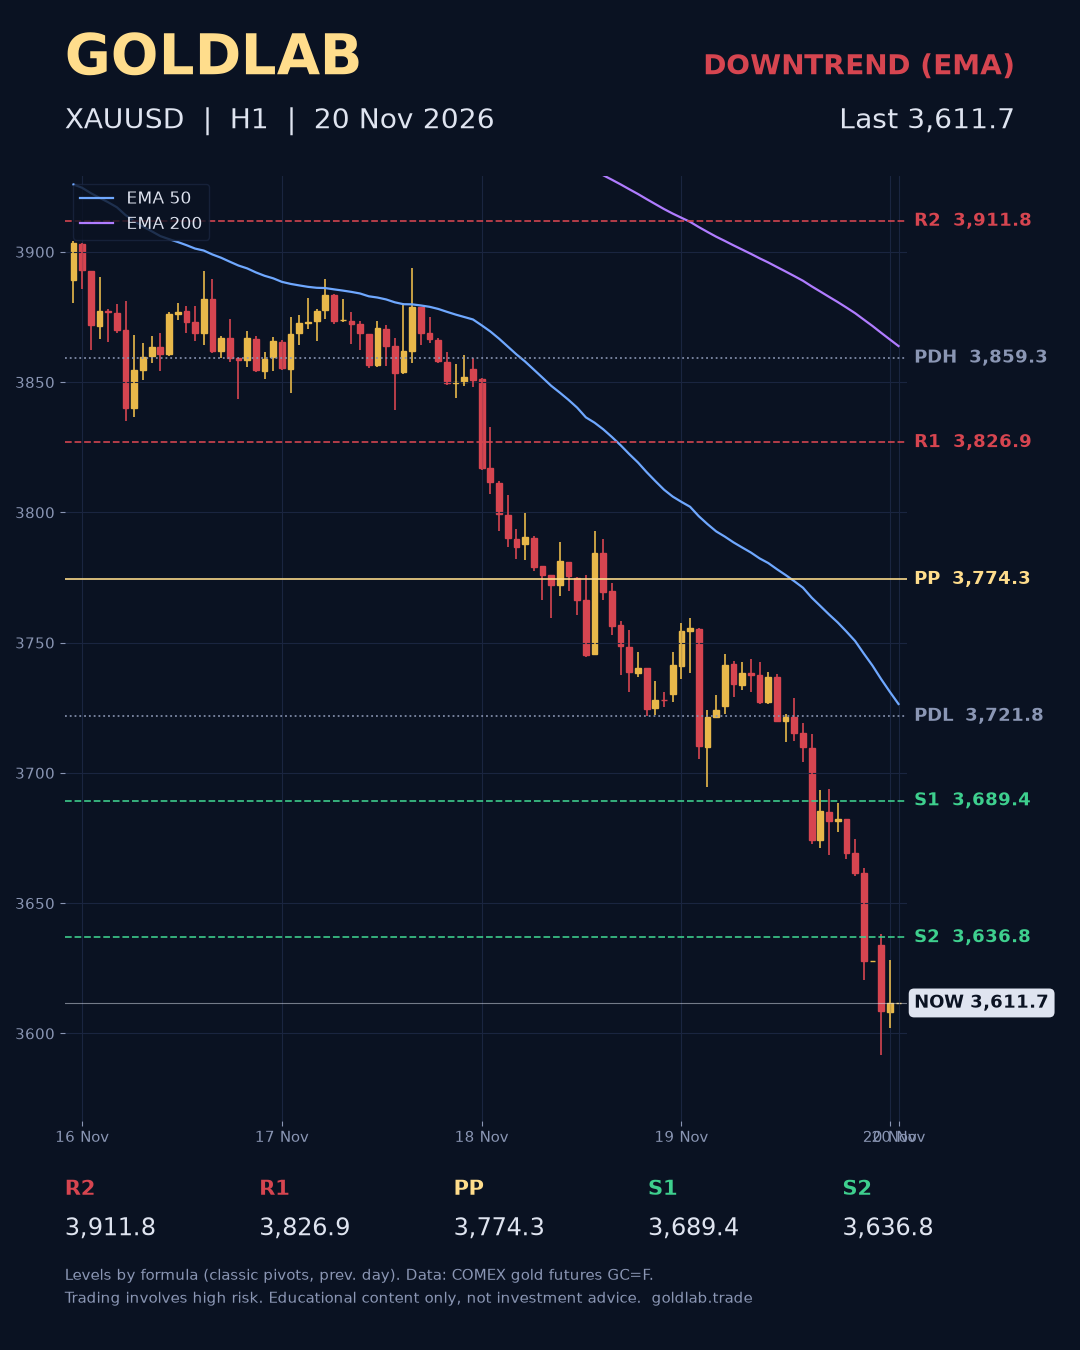 GOLDLAB
DOWNTREND (EMA)
XAUUSD | H1 | 20 Nov 2026
Last 3,611.7
EMA 50
EMA 200
R2 3,911.8
3900
PDH 3,859.3
3850
R1 3,826.9
3800
PP 3,774.3
3750
PDL 3,721.8
3700
S1 3,689.4
3650
S2 3,636.8
NOW 3,611.7
3600
16 Nov
17 Nov
18 Nov
19 Nov
20 Nov
R2
R1
PP
S1
S2
3,911.8
3,826.9
3,774.3
3,689.4
3,636.8
Levels by formula (classic pivots, prev. day). Data: COMEX gold futures GC=F.
Trading involves high risk. Educational content only, not investment advice. goldlab.trade